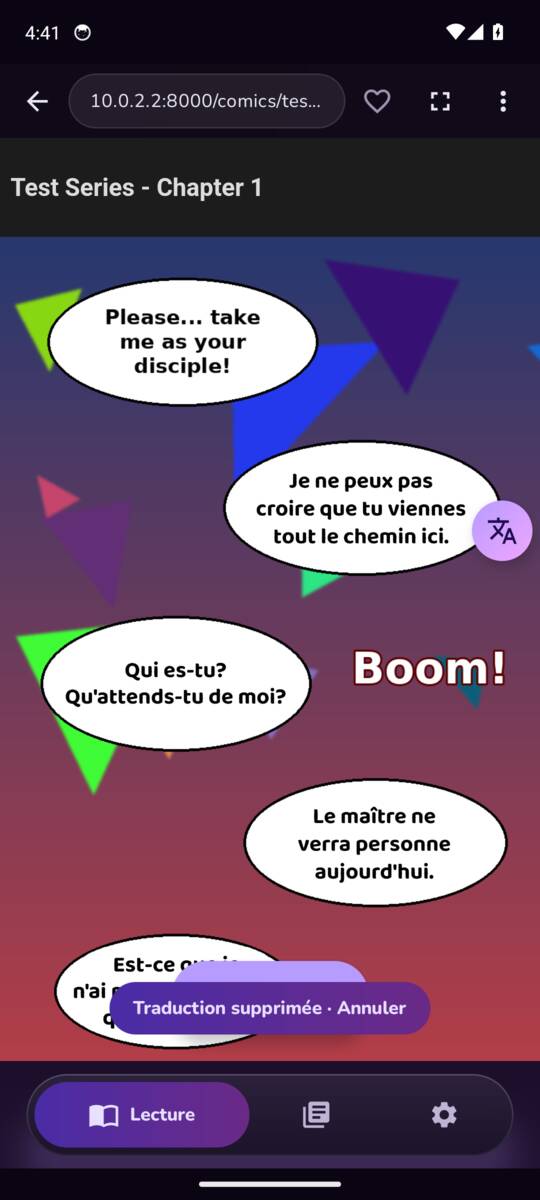 4:41
10.0.2.2:8000/comics/tes...
Test Series - Chapter 1
Please... take
me as your
disciple!
Je ne peux pas
croire que tu viennes
tout le chemin ici.
Qui es-tu?
Qu'attends-tu de moi?
Boom!
Le maître ne
verra personne
aujourd'hui.
Est-ce
n'ai
Traduction supprimée · Annuler
Lecture